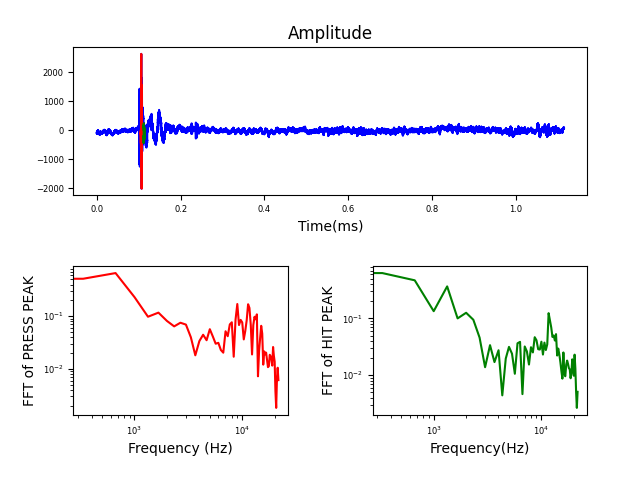 Amplitude
2000
1000
0
−1000
−2000
0.0 0.2 0.4 0.6 0.8 1.0
Time(ms)
FFT of PRESS PEAK
10⁻¹
10⁻²
10³ 10⁴
Frequency (Hz)
FFT of HIT PEAK
10⁻¹
10⁻²
10³ 10⁴
Frequency(Hz)